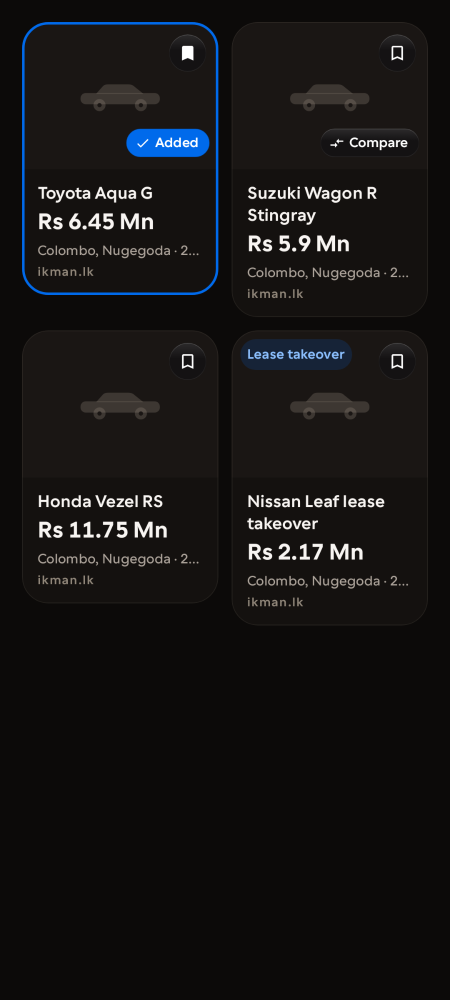 Added
Toyota Aqua G
Rs 6.45 Mn
Colombo, Nugegoda · 2...
ikman.lk
Compare
Suzuki Wagon R
Stingray
Rs 5.9 Mn
Colombo, Nugegoda · 2...
ikman.lk
Honda Vezel RS
Rs 11.75 Mn
Colombo, Nugegoda · 2...
ikman.lk
Lease takeover
Nissan Leaf lease
takeover
Rs 2.17 Mn
Colombo, Nugegoda · 2...
ikman.lk